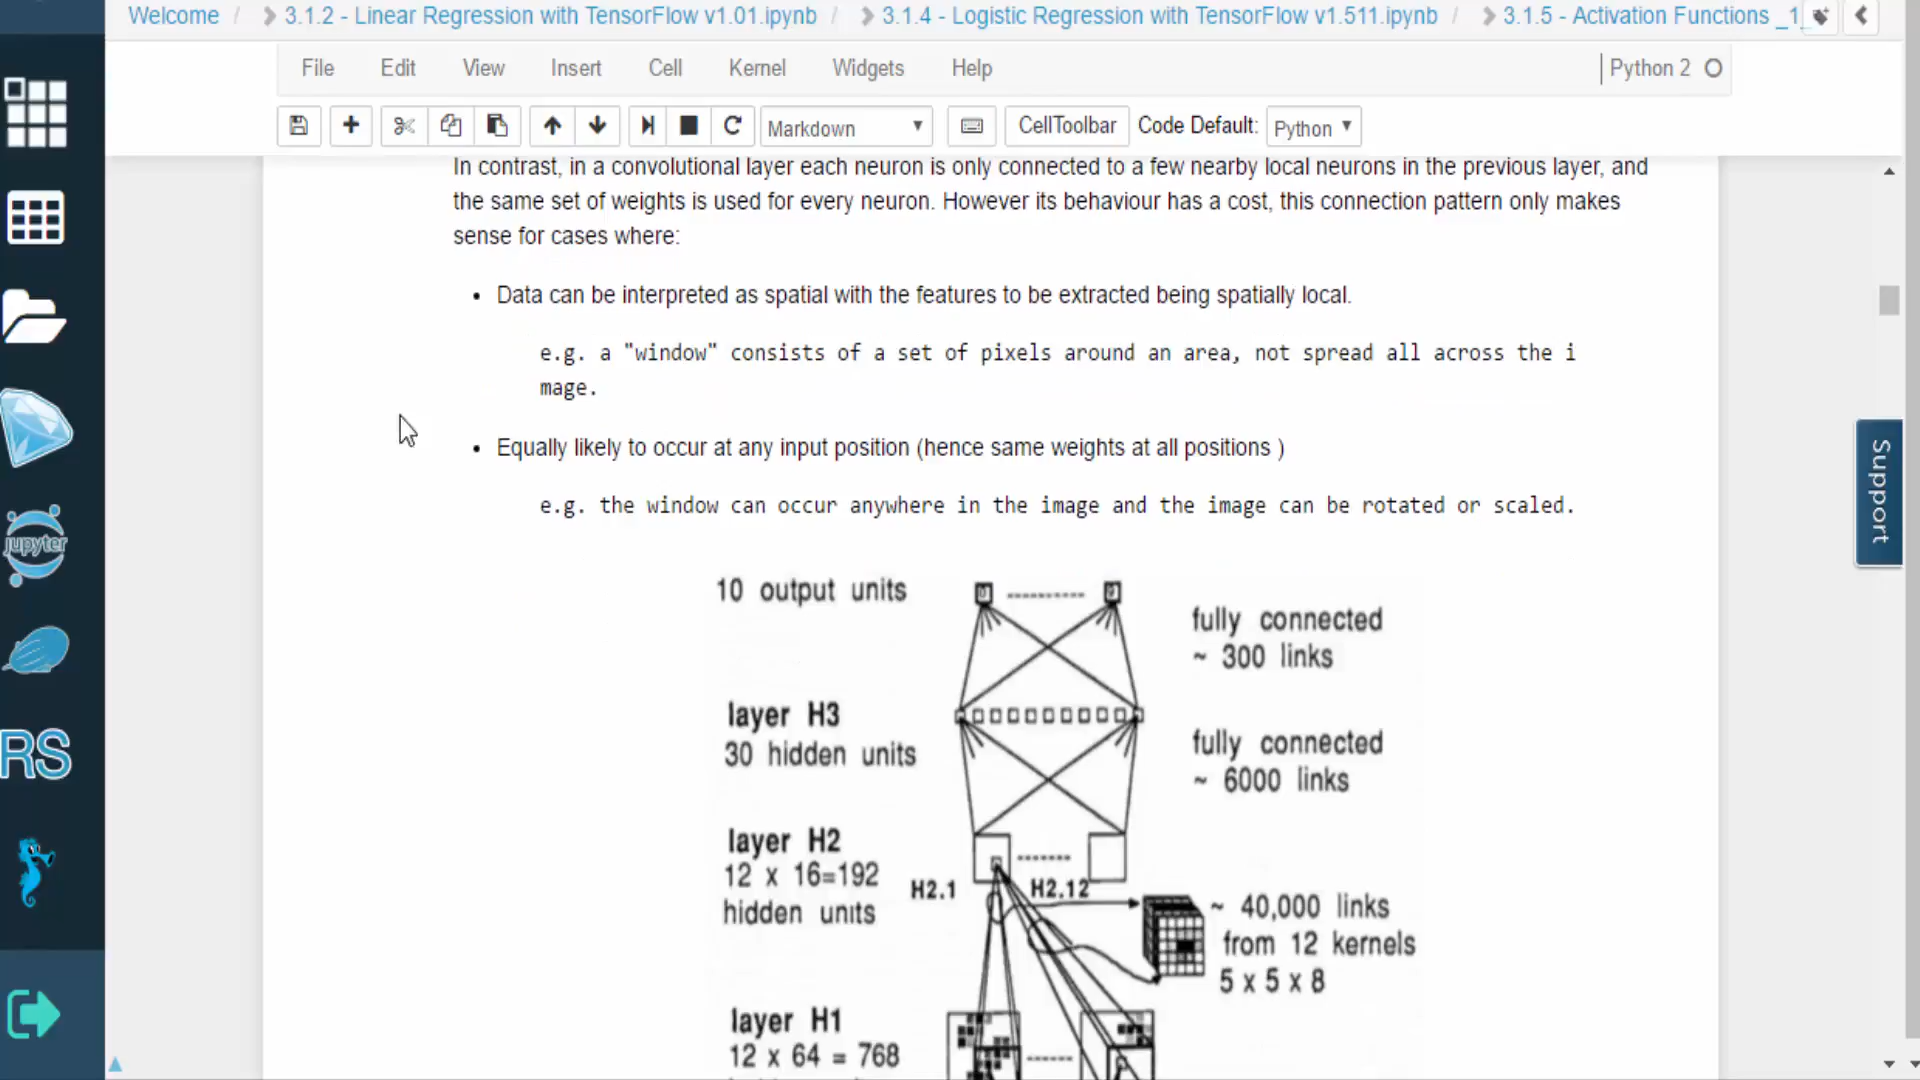 Welcome / 3.1.2 - Linear Regression with TensorFlow v1.01.ipynb / 3.1.4 - Logistic Regression with TensorFlow v1.511.ipynb / 3.1.5 - Activation Functions _1_
File Edit View Insert Cell Kernel Widgets Help Python 2
Markdown CellToolbar Code Default: Python
In contrast, in a convolutional layer each neuron is only connected to a few nearby local neurons in the previous layer, and
the same set of weights is used for every neuron. However its behaviour has a cost, this connection pattern only makes
sense for cases where:
• Data can be interpreted as spatial with the features to be extracted being spatially local.
e.g. a "window" consists of a set of pixels around an area, not spread all across the i
mage.
• Equally likely to occur at any input position (hence same weights at all positions )
e.g. the window can occur anywhere in the image and the image can be rotated or scaled.
10 output units
fully connected
~ 300 links
layer H3
30 hidden units
fully connected
~ 6000 links
layer H2
12 x 16=192
hidden units
H2.1
H2.12
~ 40,000 links
from 12 kernels
5 x 5 x 8
layer H1
12 x 64 = 768
jupyter
RS
Support